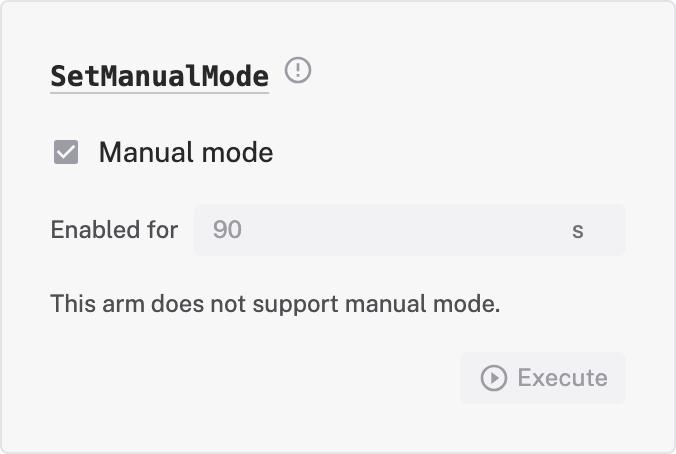 SetManualMode
Manual mode
Enabled for 90 s
This arm does not support manual mode.
Execute